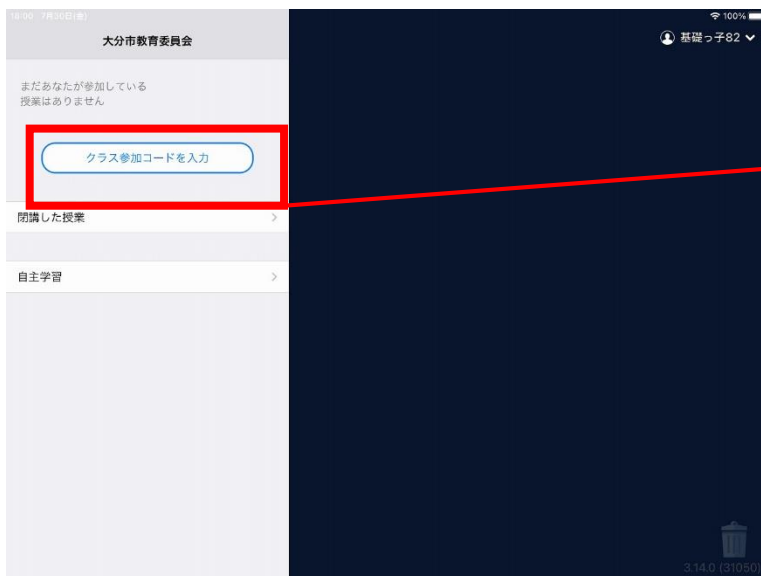 16:00 7月30日(金)
100%
大分市教育委員会
基礎っ子82
まだあなたが参加している
授業はありません
クラス参加コードを入力
閉講した授業
自主学習
3.14.0 (31050)